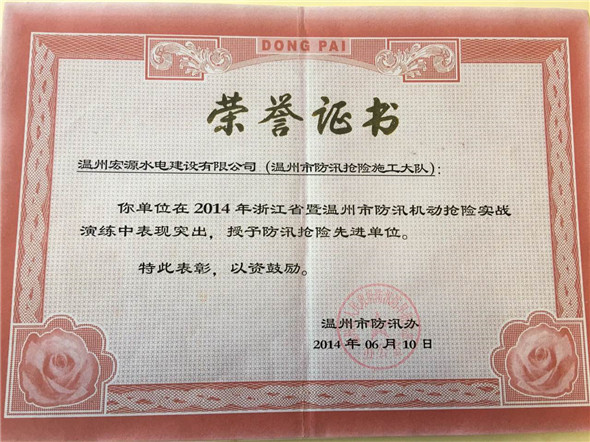 DONG PAI
荣誉证书
温州宏源水电建设有限公司（温州市防汛抢险施工大队）：
你单位在2014年浙江省暨温州市防汛机动抢险实战
演练中表现突出，授予防汛抢险先进单位。
特此表彰，以资鼓励。
温州市防汛办
2014年06月10日